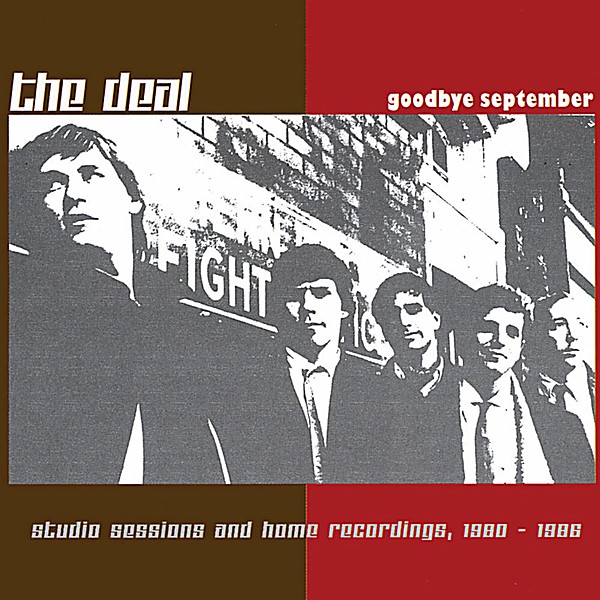 the deal
goodbye september
FIGHT
studio sessions and home recordings, 1980 - 1986